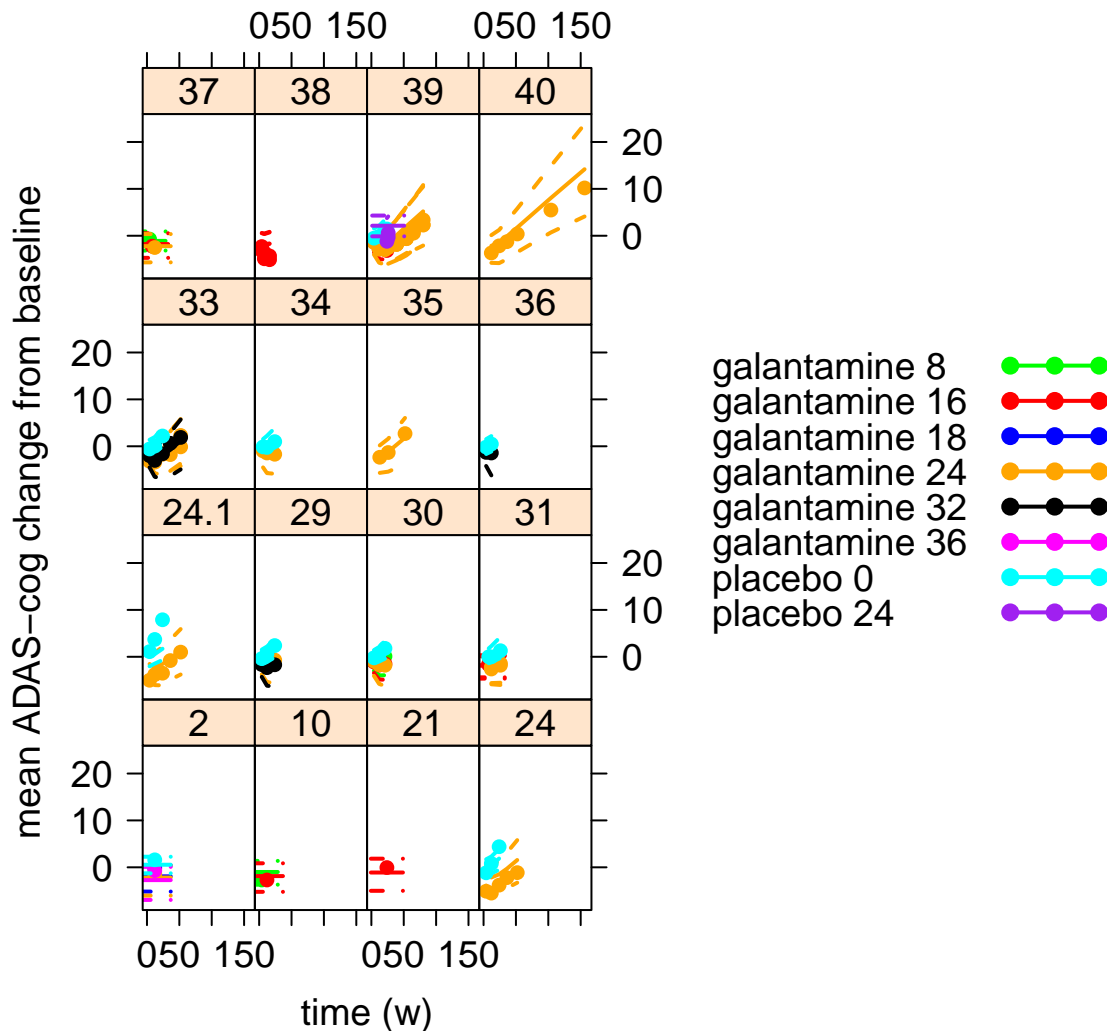 050 150 050 150
37 38 39 40
20
10
0
33 34 35 36
20
10
0
24.1 29 30 31
20
10
0
2 10 21 24
20
10
0
050 150 050 150
time (w)
mean ADAS−cog change from baseline
galantamine 8
galantamine 16
galantamine 18
galantamine 24
galantamine 32
galantamine 36
placebo 0
placebo 24